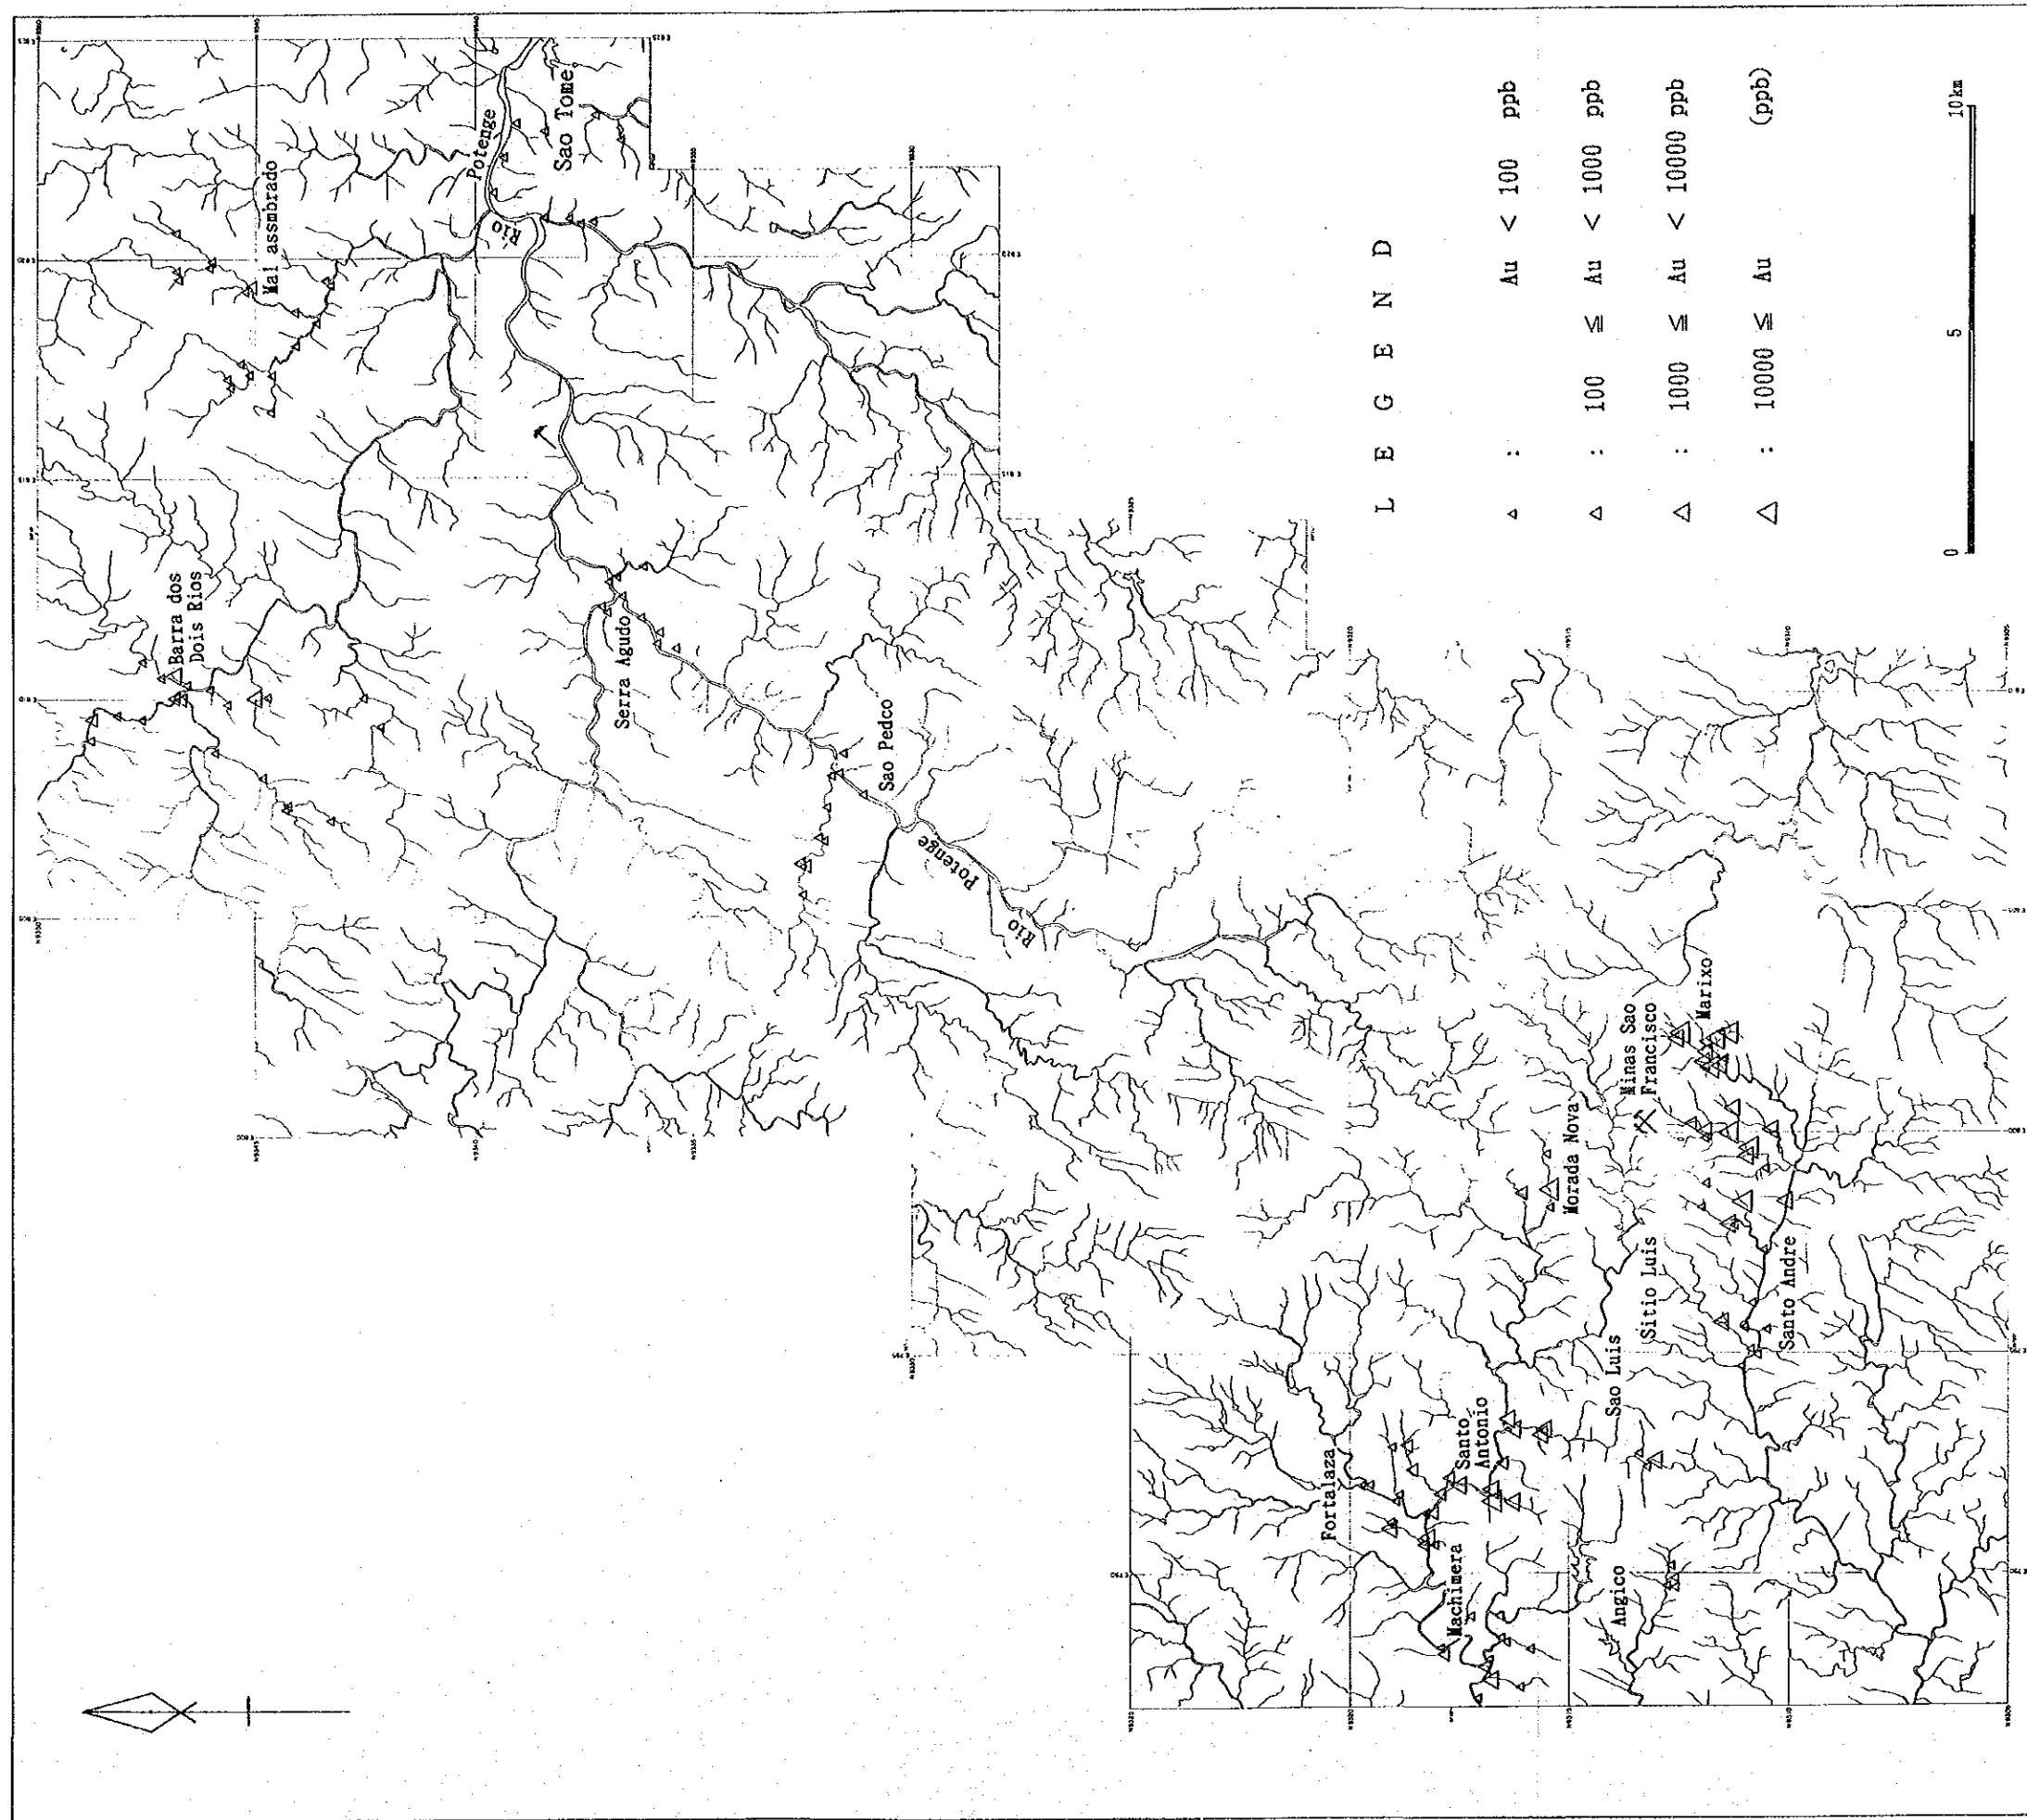 Mal assmbrado
Potenge
Rio
Sao Tome
Barra dos
Dois Rios
Serra Agudo
Sao Pedco
Potenge
Rio
Marixo
Minas Sao
Francisco
Morada Nova
Sitio Luis
Santo Andre
Sao Luis
Santo
Antonio
Fortalaza
Machimera
Angico
L E G E N D
△ : Au < 100 ppb
△ : 100 ≦ Au < 1000 ppb
△ : 1000 ≦ Au < 10000 ppb
△ : 10000 ≦ Au (ppb)
0 5 10km